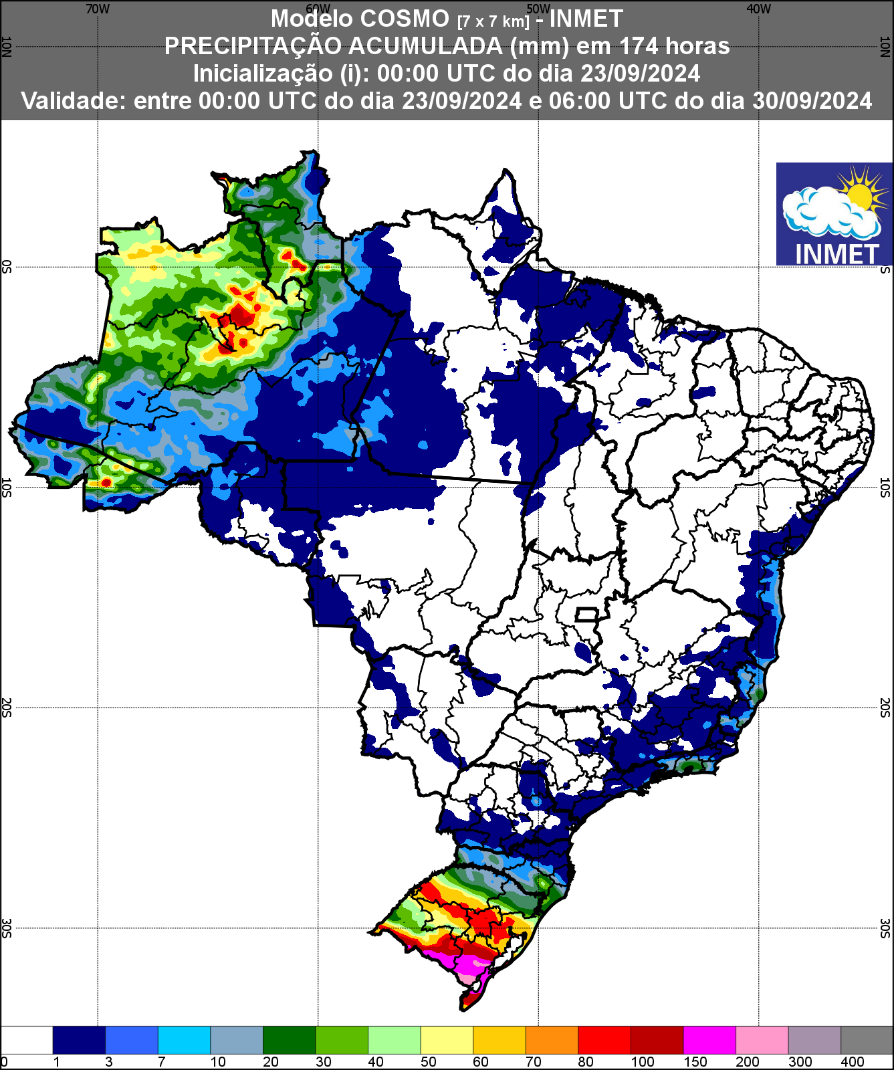 70W 60W 50W 40W
Modelo COSMO [7 x 7 km] - INMET
PRECIPITAÇÃO ACUMULADA (mm) em 174 horas
Inicialização (i): 00:00 UTC do dia 23/09/2024
Validade: entre 00:00 UTC do dia 23/09/2024 e 06:00 UTC do dia 30/09/2024
10N 10N
INMET
0S S
10S 10S
20S 20S
30S 30S
0 1 3 7 10 20 30 40 50 60 70 80 100 150 200 300 400